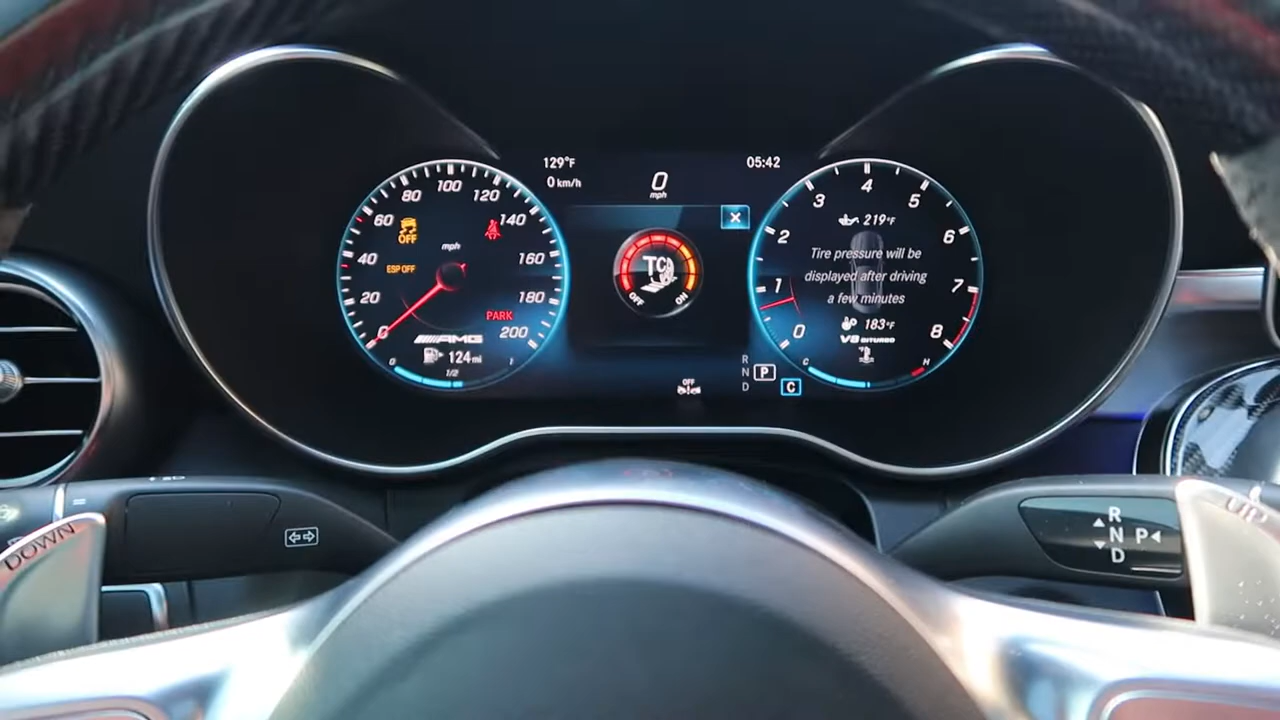 129°F
0 km/h
0
mph
05:42
0
20
40
60
80
100
120
140
160
180
200
OFF
ESP OFF
mph
PARK
AMG
124 mi
0
1/2
1
TC
OFF
ON
OFF
R
N
D
P
C
0
1
2
3
4
5
6
7
8
219°F
Tire pressure will be
displayed after driving
a few minutes
183°F
V8 BITURBO
C
H
DOWN
R
N
D
P
UP